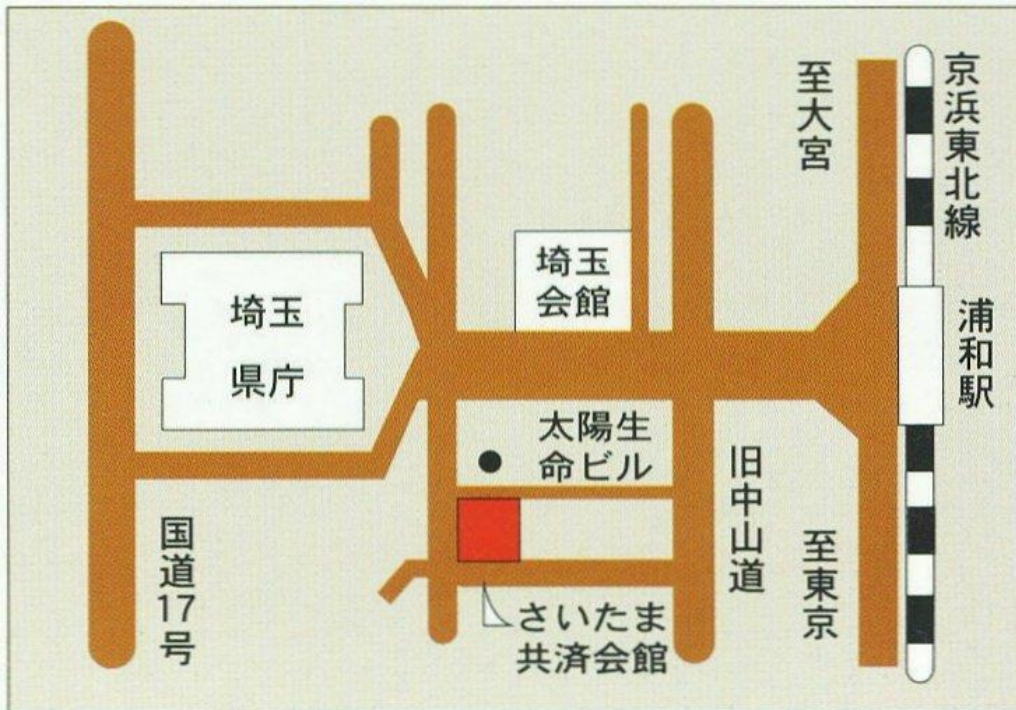 京浜東北線
至大宮
埼玉
会館
埼玉
県庁
浦和駅
太陽生
命ビル
旧中山道
国道17号
至東京
さいたま
共済会館